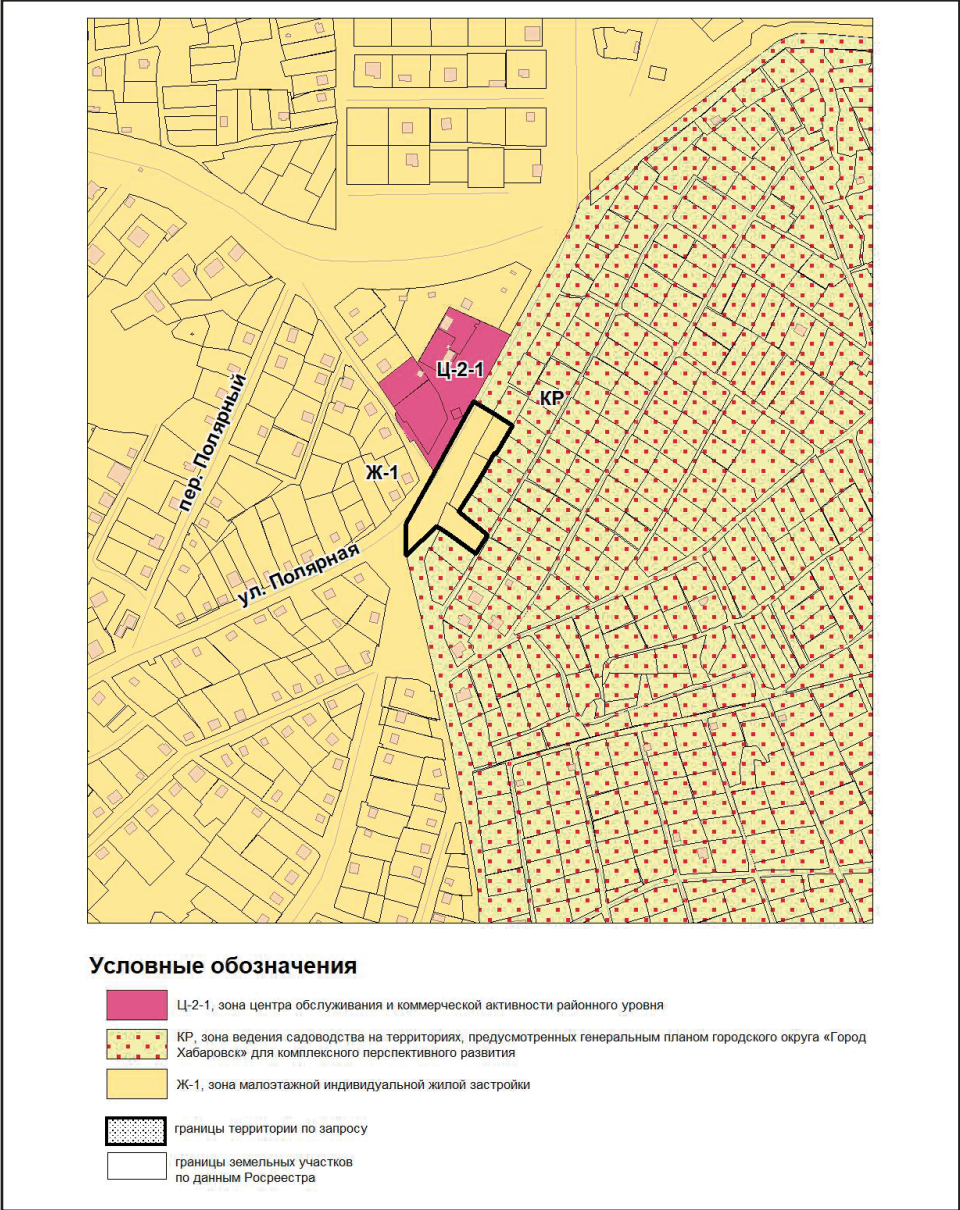 Ц-2-1
КР
пер. Полярный
Ж-1
ул. Полярная
Условные обозначения
Ц-2-1, зона центра обслуживания и коммерческой активности районного уровня
КР, зона ведения садоводства на территориях, предусмотренных генеральным планом городского округа «Город
Хабаровск» для комплексного перспективного развития
Ж-1, зона малоэтажной индивидуальной жилой застройки
границы территории по запросу
границы земельных участков
по данным Росреестра